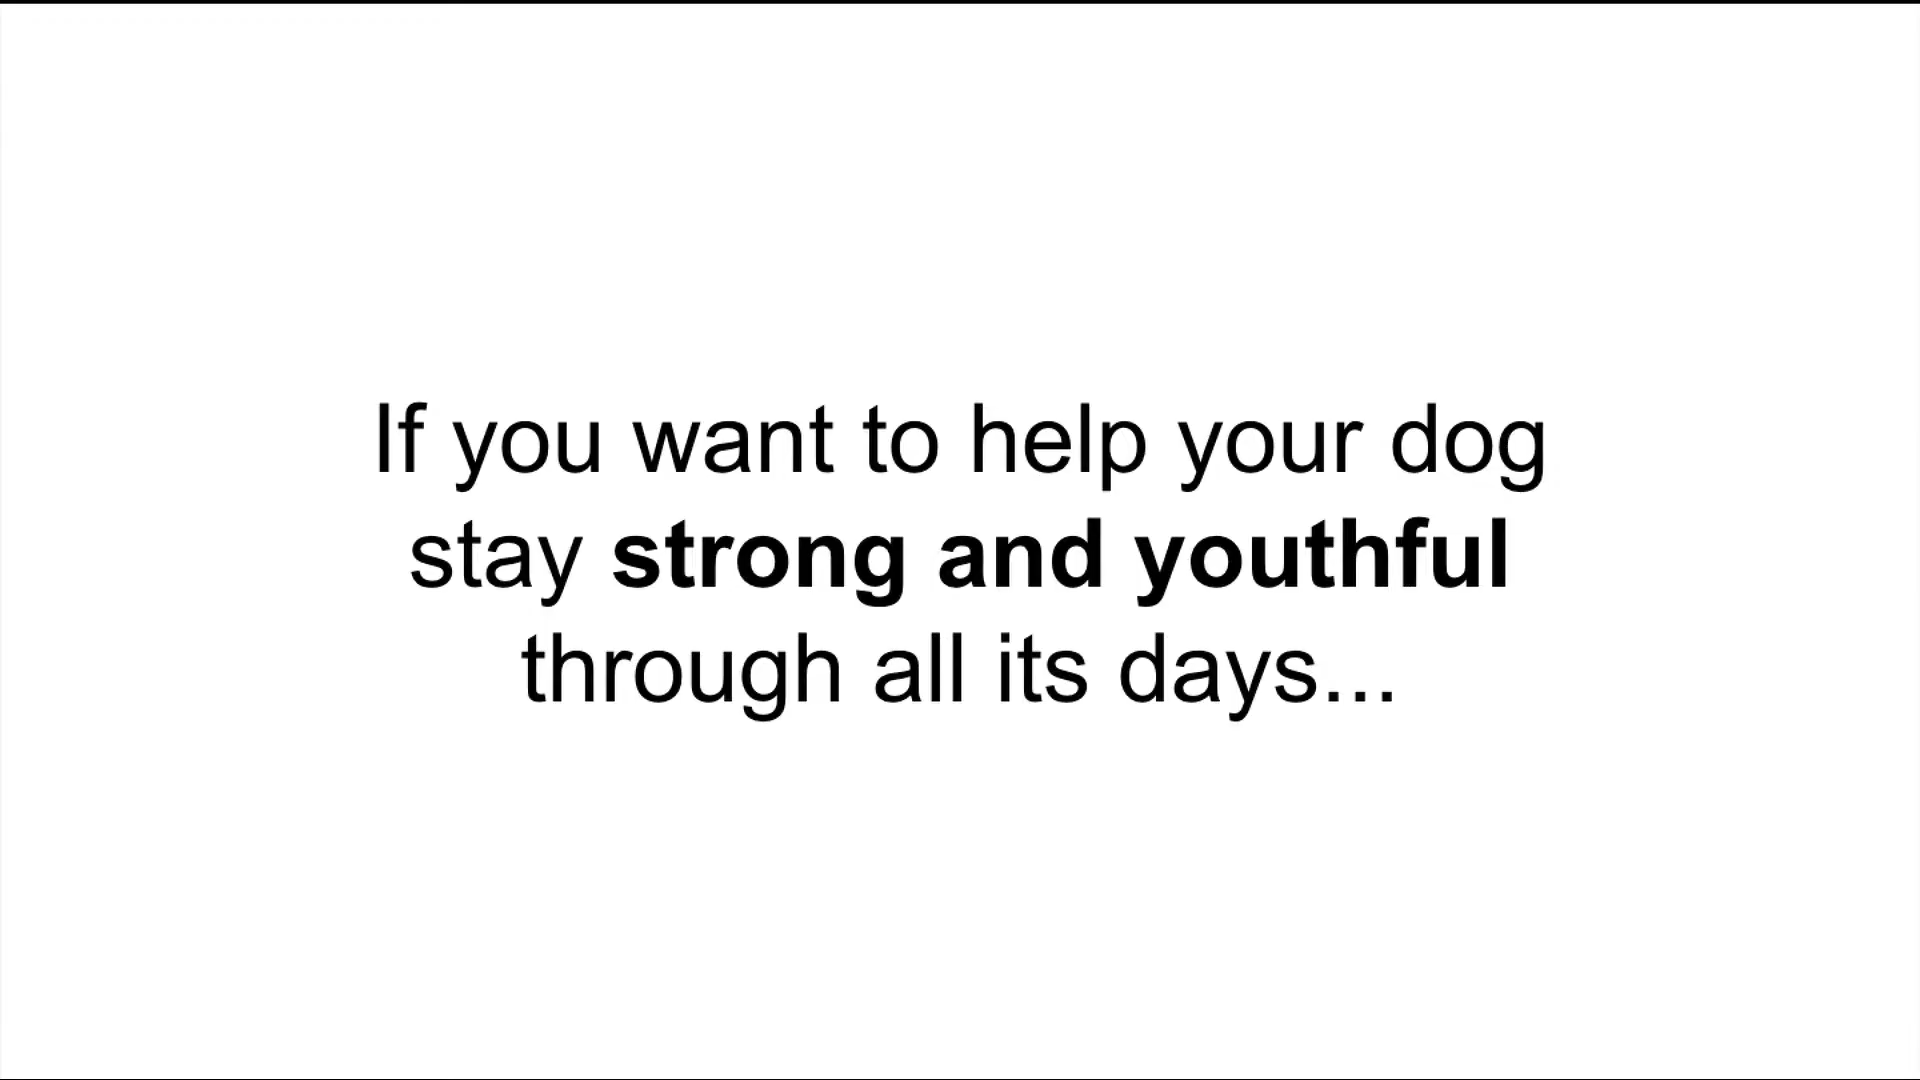 If you want to help your dog
stay strong and youthful
through all its days...